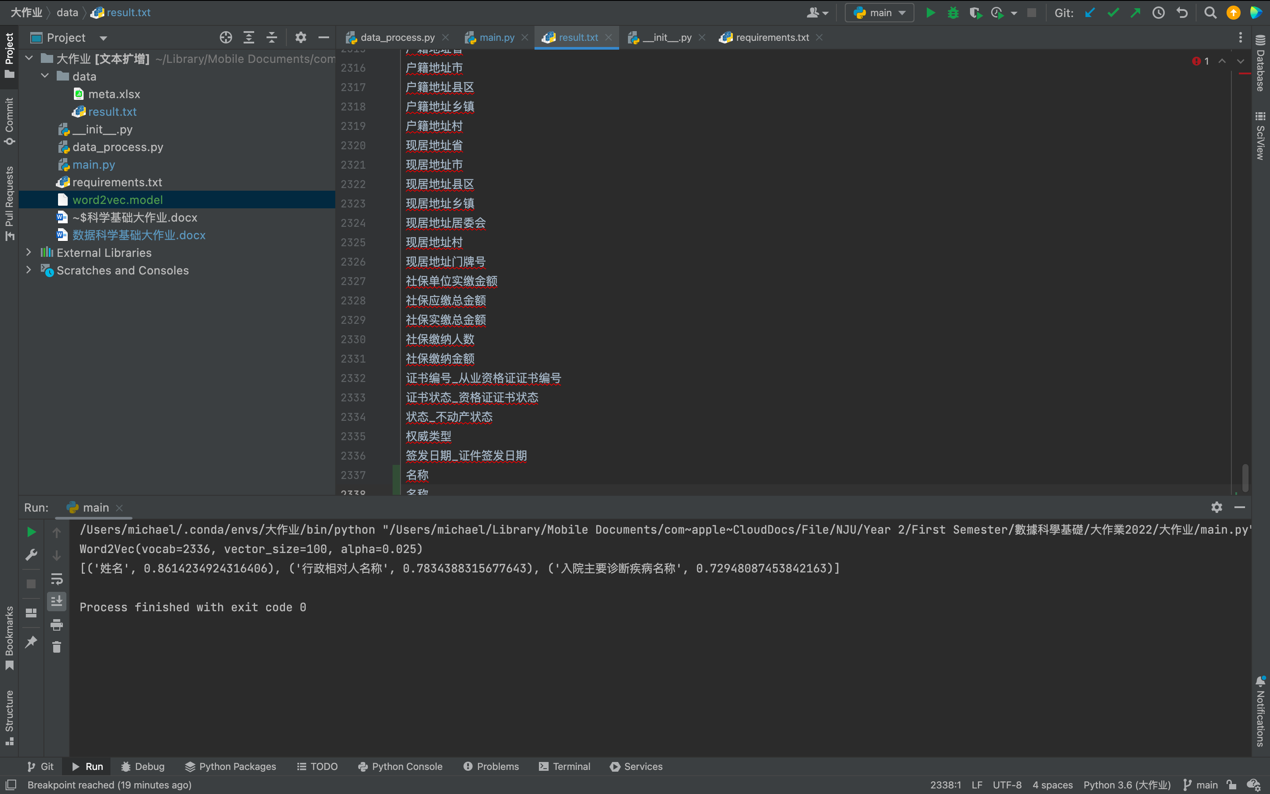 大作业 data result.txt main Git:
Project
data_process.py main.py result.txt __init__.py requirements.txt
大作业 [文本扩增] ~/Library/Mobile Documents/com
data
meta.xlsx
result.txt
__init__.py
data_process.py
main.py
requirements.txt
word2vec.model
~$科学基础大作业.docx
数据科学基础大作业.docx
External Libraries
Scratches and Consoles
Project
Commit
Pull Requests
Bookmarks
Structure
2316 户籍地址市
2317 户籍地址县区
2318 户籍地址乡镇
2319 户籍地址村
2320 现居地址省
2321 现居地址市
2322 现居地址县区
2323 现居地址乡镇
2324 现居地址居委会
2325 现居地址村
2326 现居地址门牌号
2327 社保单位实缴金额
2328 社保应缴总金额
2329 社保实缴总金额
2330 社保缴纳人数
2331 社保缴纳金额
2332 证书编号_从业资格证证书编号
2333 证书状态_资格证证书状态
2334 状态_不动产状态
2335 权威类型
2336 签发日期_证件签发日期
2337 名称
2338 名称
1
Database
SciView
Notifications
Run: main
/Users/michael/.conda/envs/大作业/bin/python "/Users/michael/Library/Mobile Documents/com~apple~CloudDocs/File/NJU/Year 2/First Semester/數據科學基礎/大作業2022/大作业/main.py"
Word2Vec(vocab=2336, vector_size=100, alpha=0.025)
[('姓名', 0.8614234924316406), ('行政相对人名称', 0.7834388315677643), ('入院主要诊断疾病名称', 0.72948087453842163)]
Process finished with exit code 0
Git Run Debug Python Packages TODO Python Console Problems Terminal Services
Breakpoint reached (19 minutes ago) 2338:1 LF UTF-8 4 spaces Python 3.6 (大作业) main